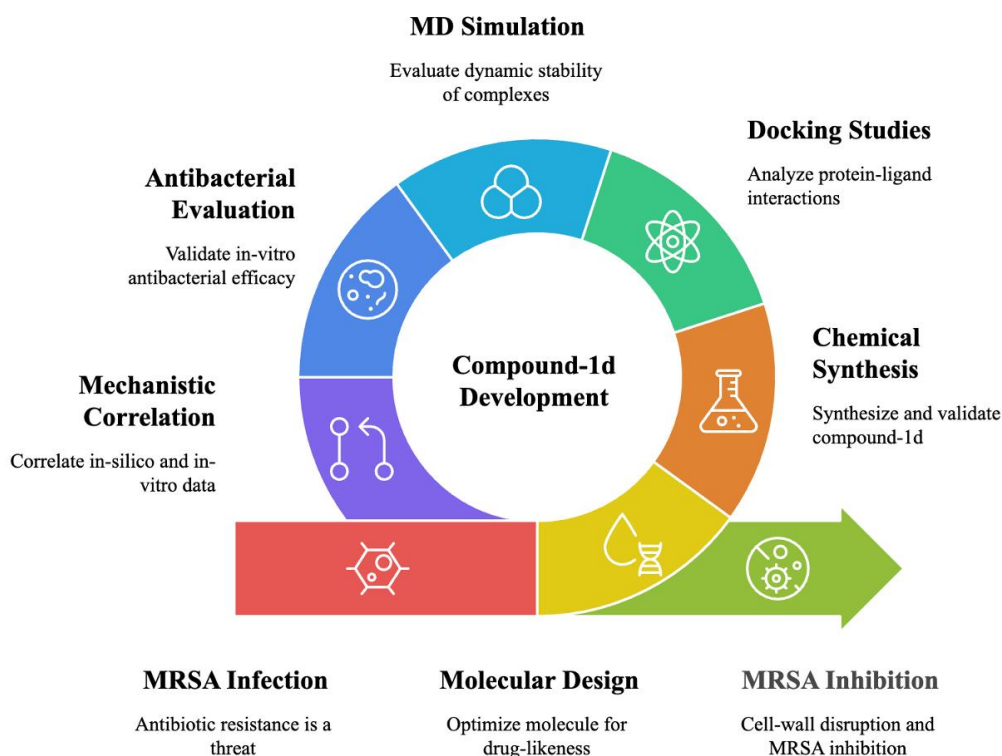 MD Simulation
Evaluate dynamic stability
of complexes
Docking Studies
Analyze protein-ligand
interactions
Antibacterial
Evaluation
Validate in-vitro
antibacterial efficacy
Compound-1d
Development
Chemical
Synthesis
Synthesize and validate
compound-1d
Mechanistic
Correlation
Correlate in-silico and in-
vitro data
MRSA Infection
Antibiotic resistance is a
threat
Molecular Design
Optimize molecule for
drug-likeness
MRSA Inhibition
Cell-wall disruption and
MRSA inhibition